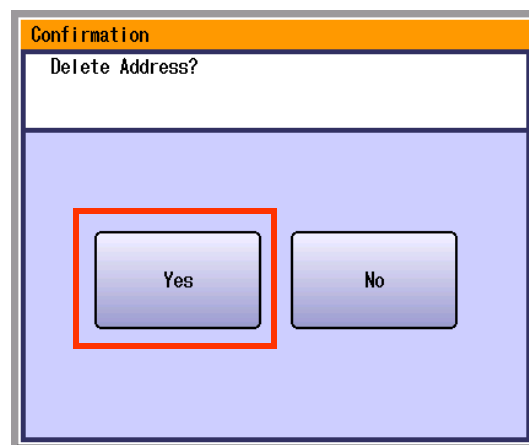 Confirmation
Delete Address?
Yes
No